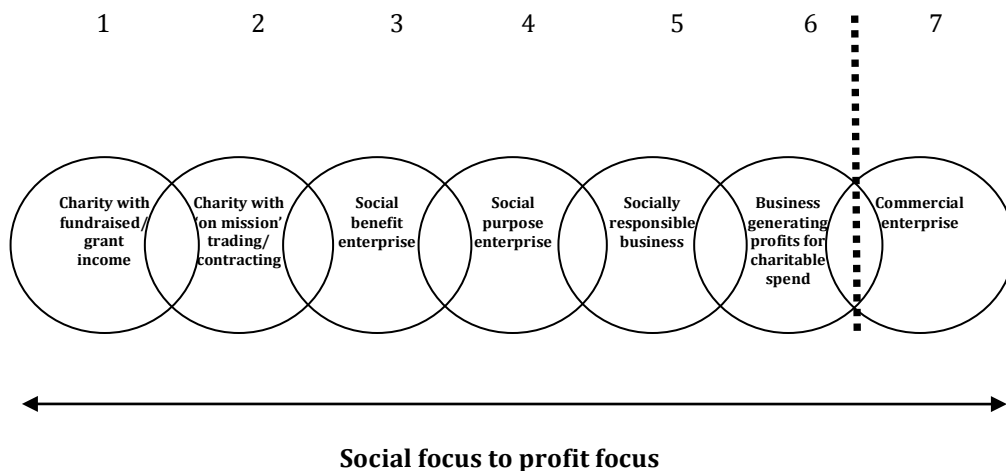 1 2 3 4 5 6 7
Charity with
fundraised/
grant
income
Charity with
‘on mission’
trading/
contracting
Social
benefit
enterprise
Social
purpose
enterprise
Socially
responsible
business
Business
generating
profits for
charitable
spend
Commercial
enterprise
Social focus to profit focus